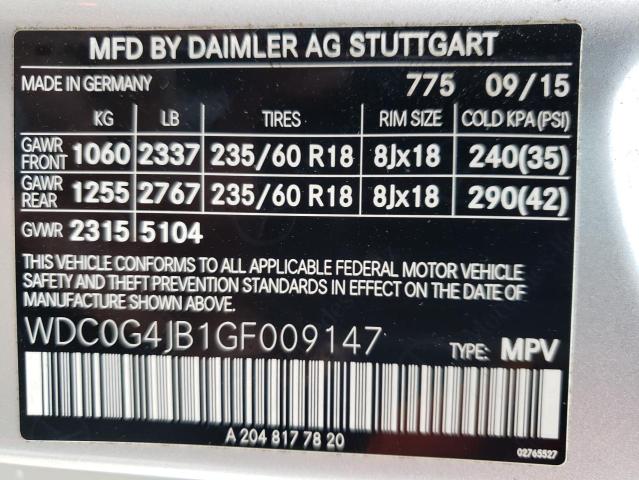 MFD BY DAIMLER AG STUTTGART
MADE IN GERMANY 775 09/15
KG LB TIRES RIM SIZE COLD KPA(PSI)
GAWR FRONT 1060 2337 235/60 R18 8Jx18 240(35)
GAWR REAR 1255 2767 235/60 R18 8Jx18 290(42)
GWR 2315 5104
THIS VEHICLE CONFORMS TO ALL APPLICABLE FEDERAL MOTOR VEHICLE
SAFETY AND THEFT PREVENTION STANDARDS IN EFFECT ON THE DATE
OF MANUFACTURE SHOWN ABOVE.
WDC0G4JB1GF009147 TYPE: MPV
A 204 817 78 20
02765527